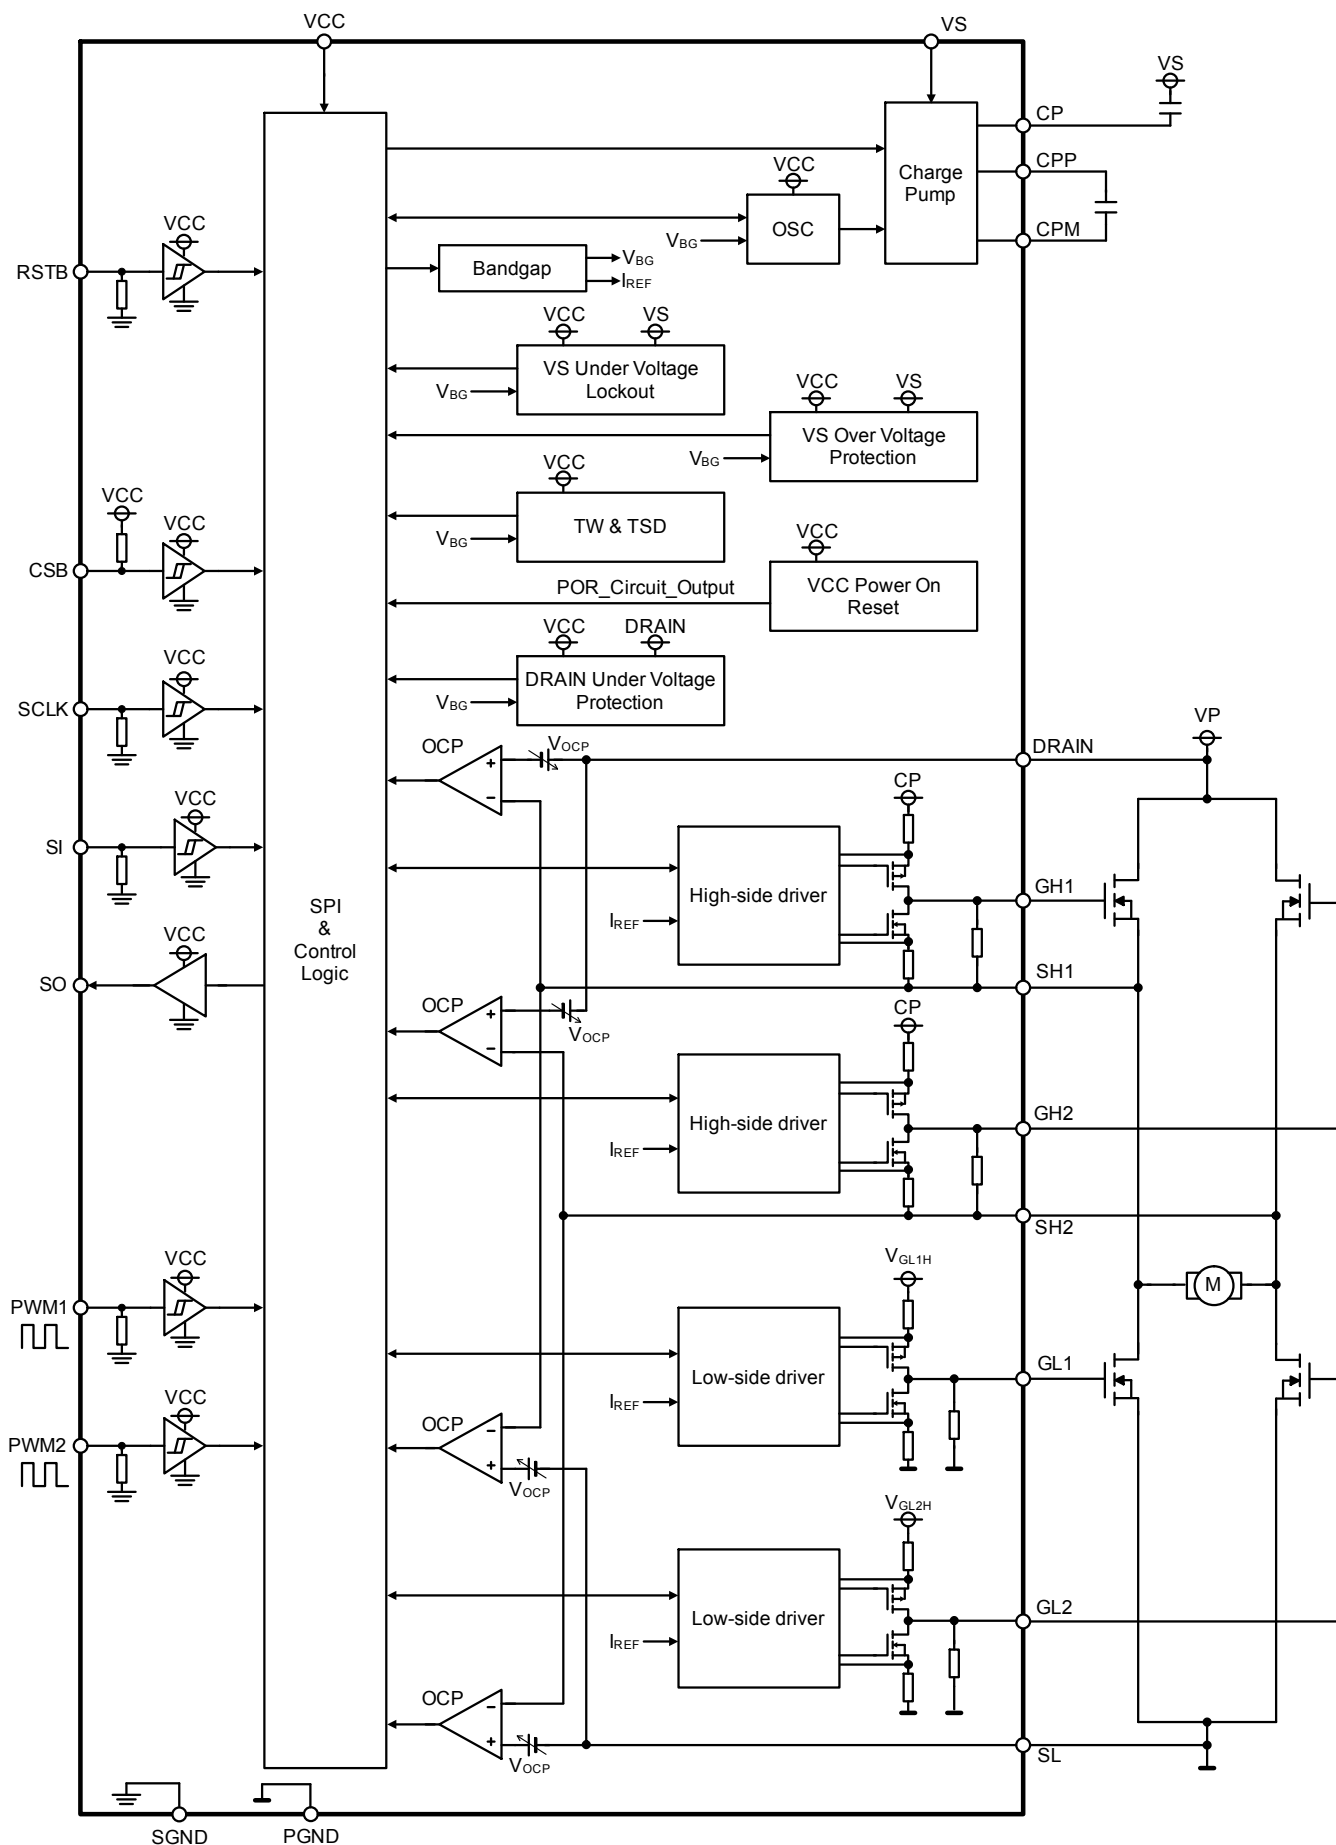 VCC
VS
VS
CP
CPP
CPM
Charge
Pump
VCC
OSC
VBG
VCC
RSTB
Bandgap
VBG
IREF
VCC
VS
VS Under Voltage
Lockout
VBG
VCC
VS
VS Over Voltage
Protection
VBG
VCC
TW & TSD
VBG
VCC
VCC
CSB
VCC
POR_Circuit_Output
VCC Power On
Reset
VCC
DRAIN
DRAIN Under Voltage
Protection
VBG
VCC
SCLK
VP
DRAIN
OCP
VOCP
+
−
CP
VCC
SI
High-side driver
IREF
GH1
SPI
&
Control
Logic
VCC
SO
SH1
OCP
+
−
VOCP
CP
High-side driver
IREF
GH2
SH2
VCC
PWM1
VGL1H
M
Low-side driver
IREF
GL1
VCC
PWM2
OCP
−
+
VOCP
VGL2H
Low-side driver
IREF
GL2
OCP
−
+
VOCP
SL
SGND
PGND